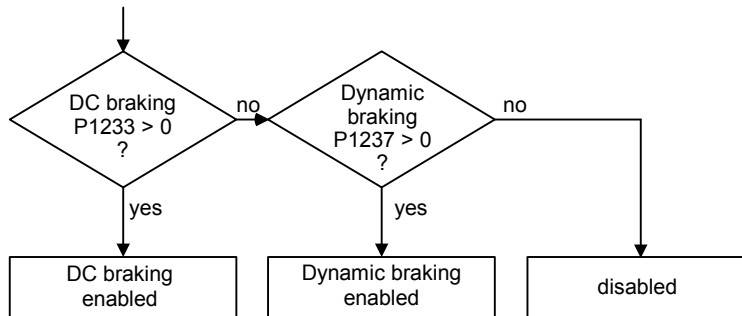 DC braking
P1233 > 0
?
no
Dynamic
braking
P1237 > 0
?
no
yes
yes
DC braking
enabled
Dynamic braking
enabled
disabled